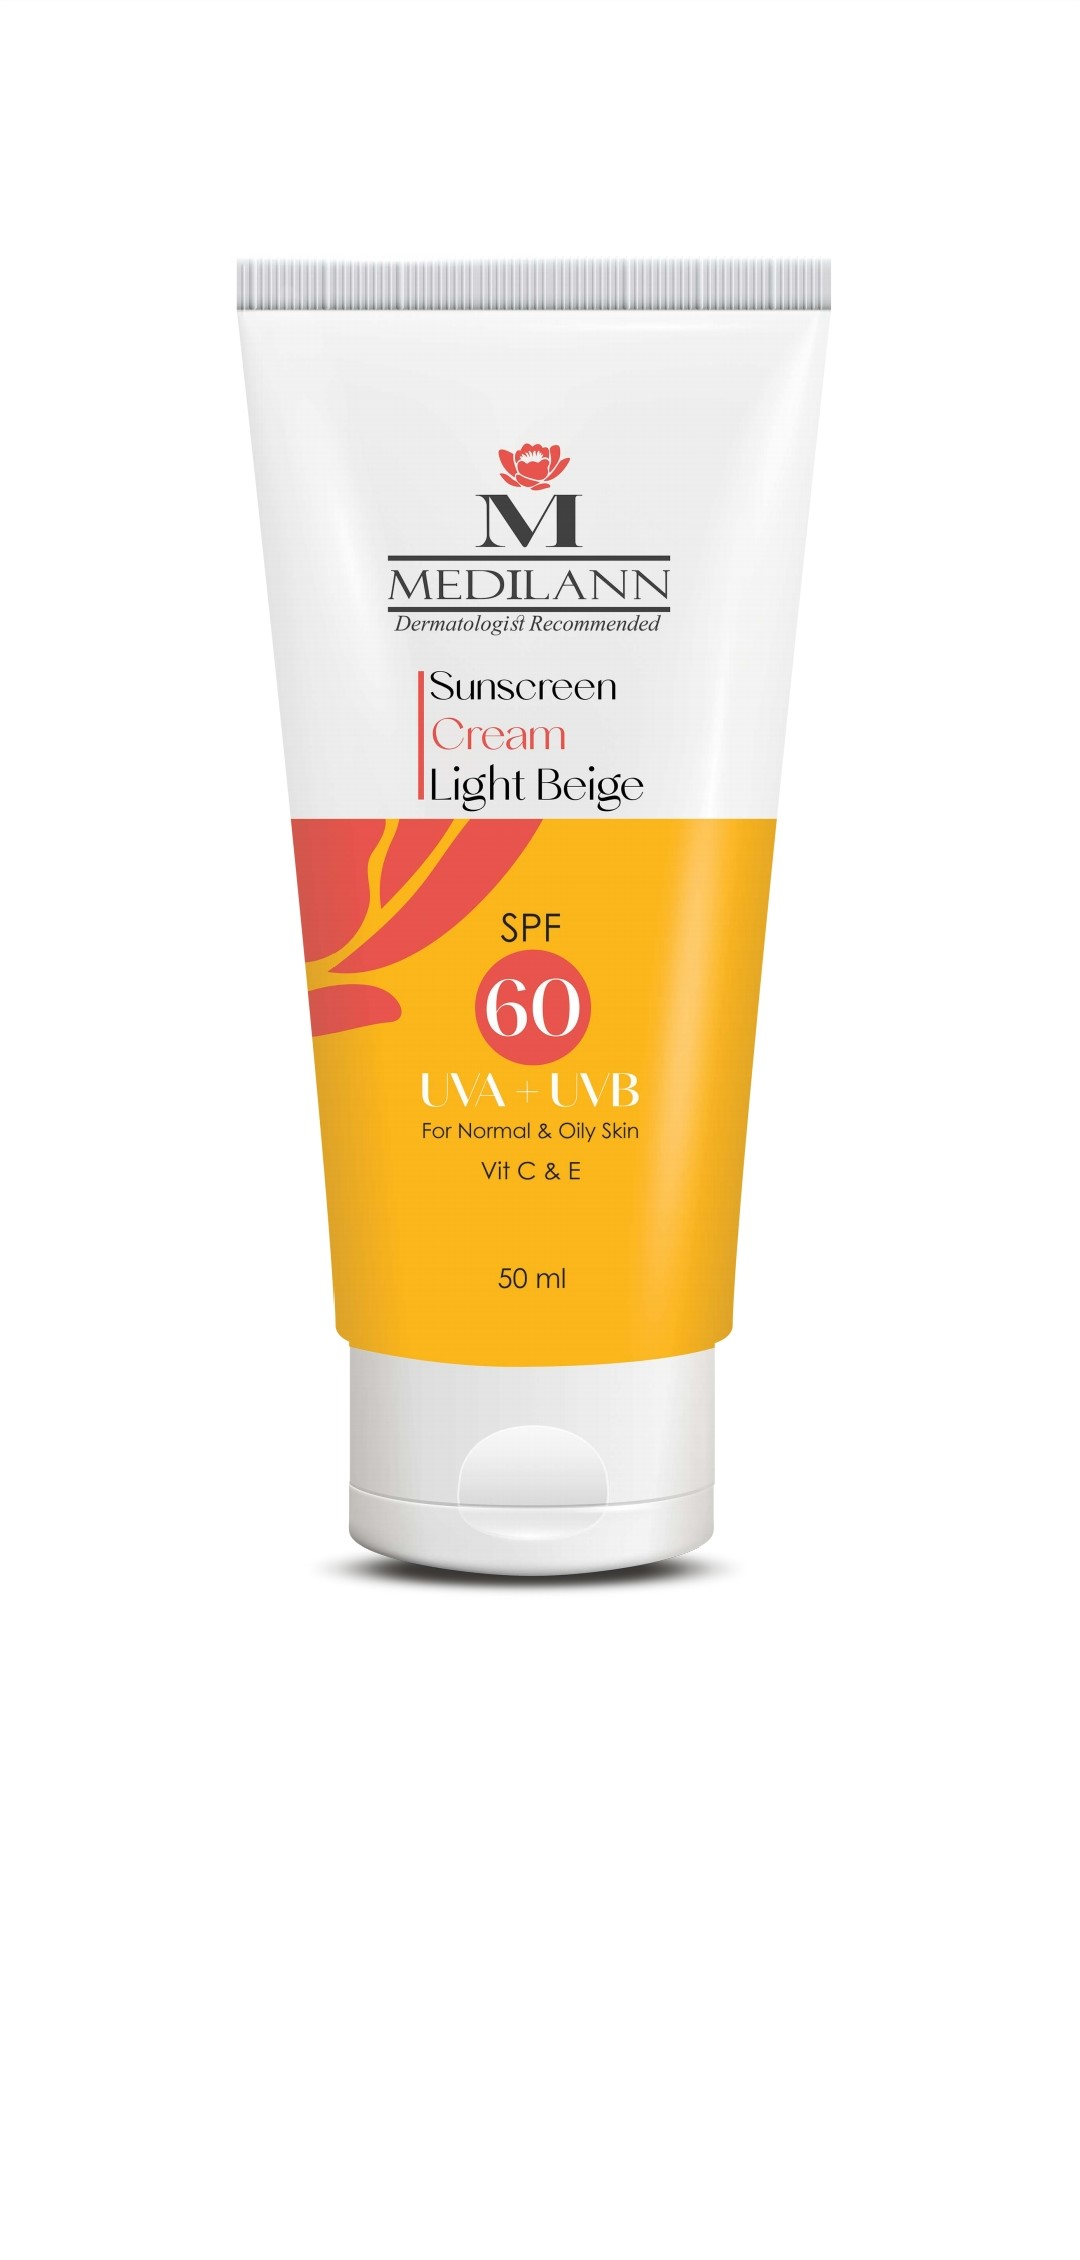 M
MEDILANN
Dermatologist Recommended
Sunscreen
Cream
Light Beige
SPF
60
UVA + UVB
For Normal & Oily Skin
Vit C & E
50 ml